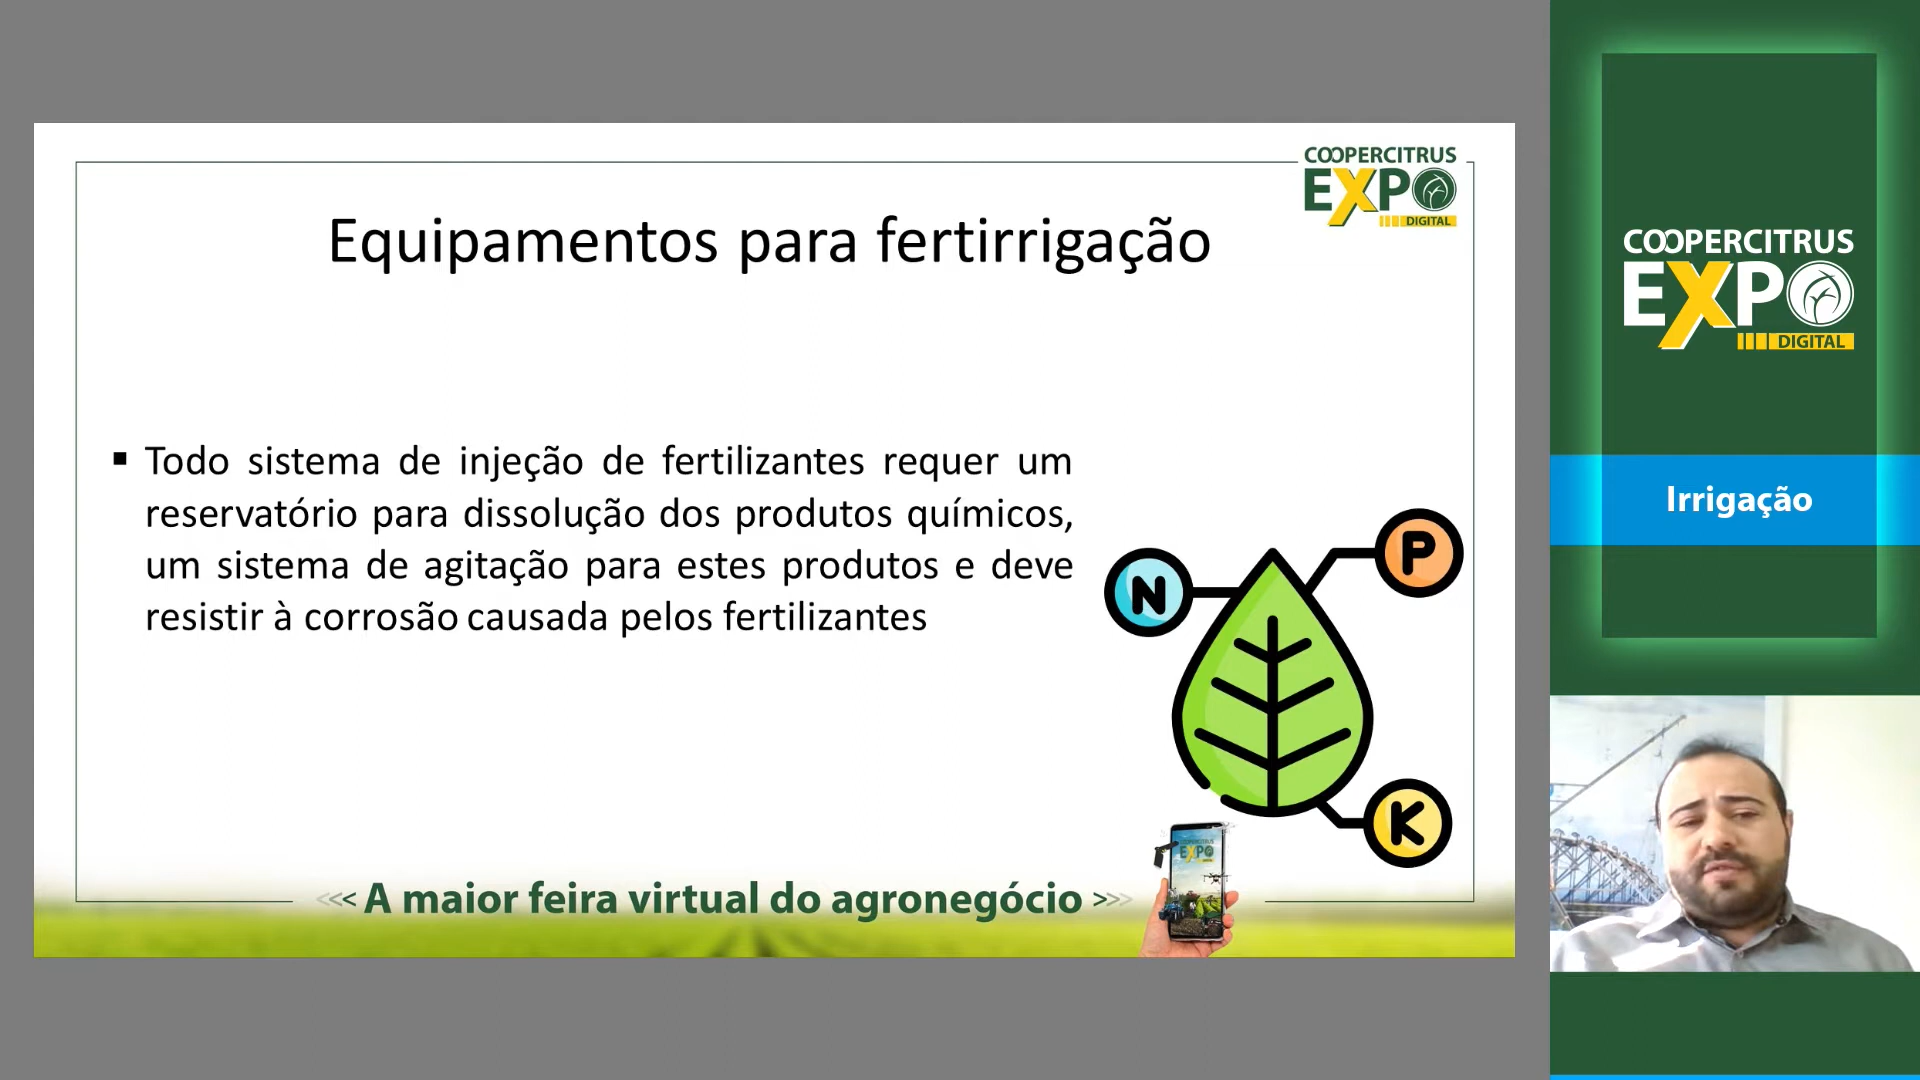 COOPERCITRUS
EXPO
DIGITAL
Equipamentos para fertirrigação
▪ Todo sistema de injeção de fertilizantes requer um
reservatório para dissolução dos produtos químicos,
um sistema de agitação para estes produtos e deve
resistir à corrosão causada pelos fertilizantes
N
P
K
EXPO
<<< A maior feira virtual do agronegócio >>>
COOPERCITRUS
EXPO
DIGITAL
Irrigação